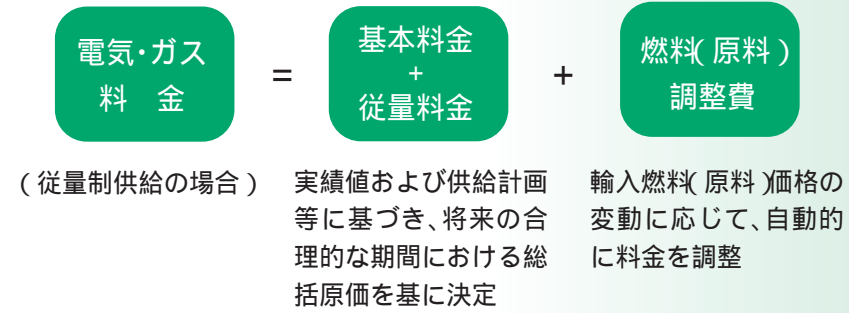 電気・ガス
料　金
=
基本料金
+
従量料金
+
燃料(原料)
調整費
(従量制供給の場合)
実績値および供給計画
等に基づき、将来の合
理的な期間における総
括原価を基に決定
輸入燃料(原料)価格の
変動に応じて、自動的
に料金を調整